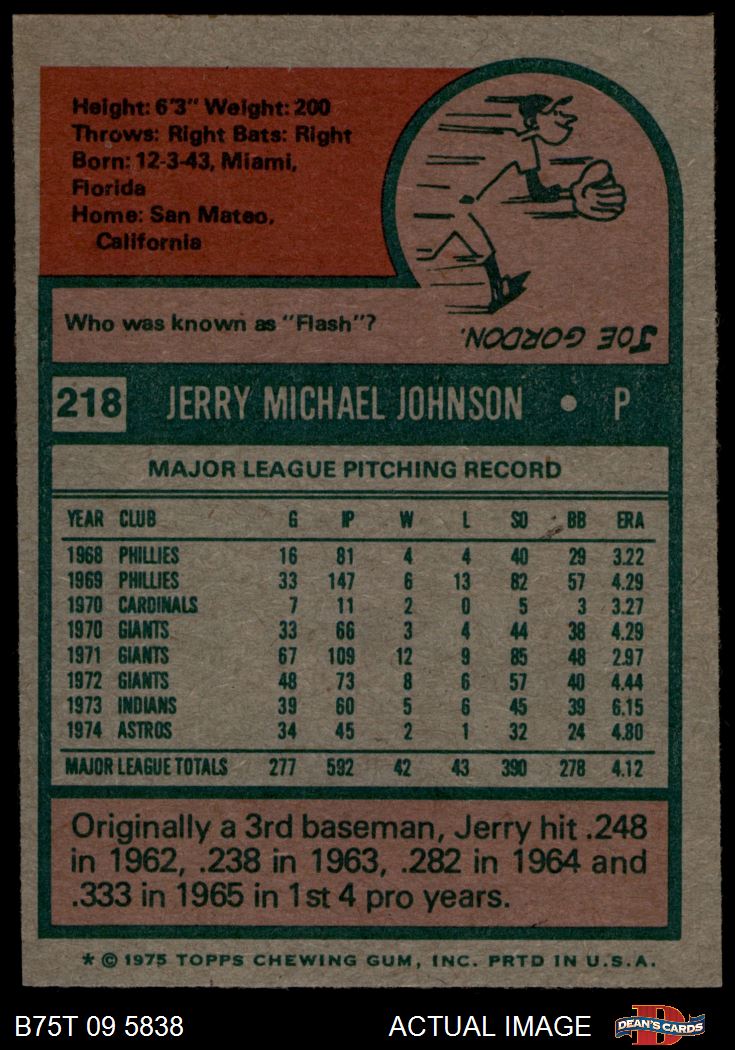 Height: 6'3" Weight: 200
Throws: Right Bats: Right
Born: 12-3-43, Miami,
Florida
Home: San Mateo,
California
Who was known as "Flash"?
JOE GORDON.
218 JERRY MICHAEL JOHNSON • P
MAJOR LEAGUE PITCHING RECORD
YEAR CLUB G IP W L SO BB ERA
1968 PHILLIES 16 81 4 4 40 29 3.22
1969 PHILLIES 33 147 6 13 82 57 4.29
1970 CARDINALS 7 11 2 0 5 3 3.27
1970 GIANTS 33 66 3 4 44 38 4.29
1971 GIANTS 67 109 12 9 85 48 2.97
1972 GIANTS 48 73 8 6 57 40 4.44
1973 INDIANS 39 60 5 6 45 39 6.15
1974 ASTROS 34 45 2 1 32 24 4.80
MAJOR LEAGUE TOTALS 277 592 42 43 390 278 4.12
Originally a 3rd baseman, Jerry hit .248
in 1962, .238 in 1963, .282 in 1964 and
.333 in 1965 in 1st 4 pro years.
* © 1975 TOPPS CHEWING GUM, INC. PRTD IN U.S.A.
B75T 09 5838 ACTUAL IMAGE DEAN'S CARDS